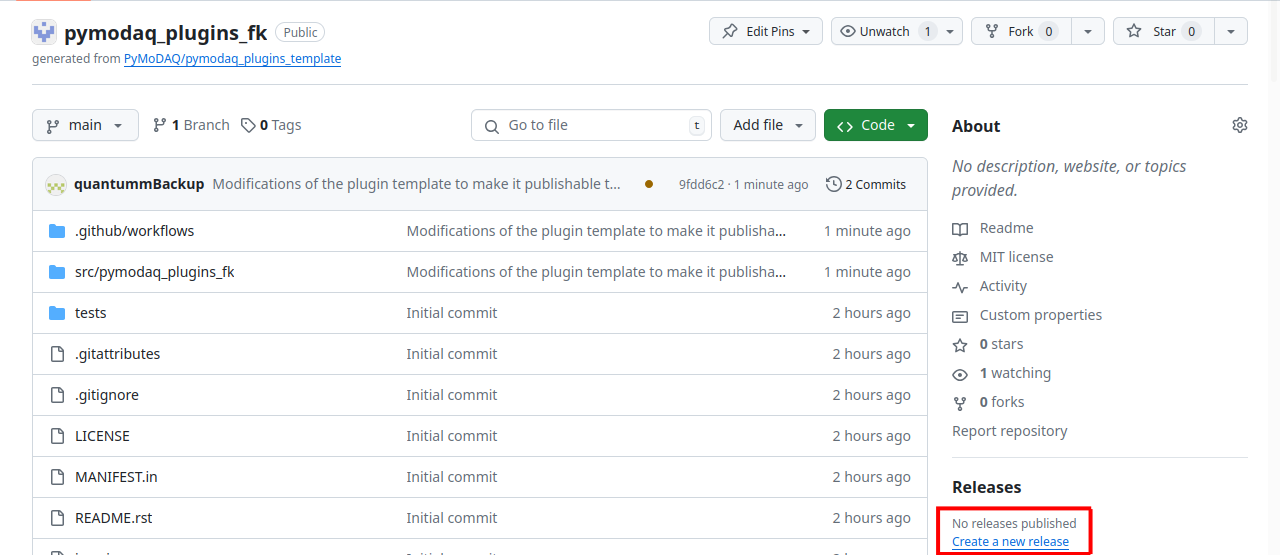 pymodaq_plugins_fk Public
Edit Pins
Unwatch 1
Fork 0
Star 0
generated from PyMoDAQ/pymodaq_plugins_template
main
1 Branch
0 Tags
Go to file t
Add file
Code
quantummBackup Modifications of the plugin template to make it publishable t... 9fdd6c2 · 1 minute ago 2 Commits
.github/workflows Modifications of the plugin template to make it publisha... 1 minute ago
src/pymodaq_plugins_fk Modifications of the plugin template to make it publisha... 1 minute ago
tests Initial commit 2 hours ago
.gitattributes Initial commit 2 hours ago
.gitignore Initial commit 2 hours ago
LICENSE Initial commit 2 hours ago
MANIFEST.in Initial commit 2 hours ago
README.rst Initial commit 2 hours ago
About
No description, website, or topics
provided.
Readme
MIT license
Activity
Custom properties
0 stars
1 watching
0 forks
Report repository
Releases
No releases published
Create a new release